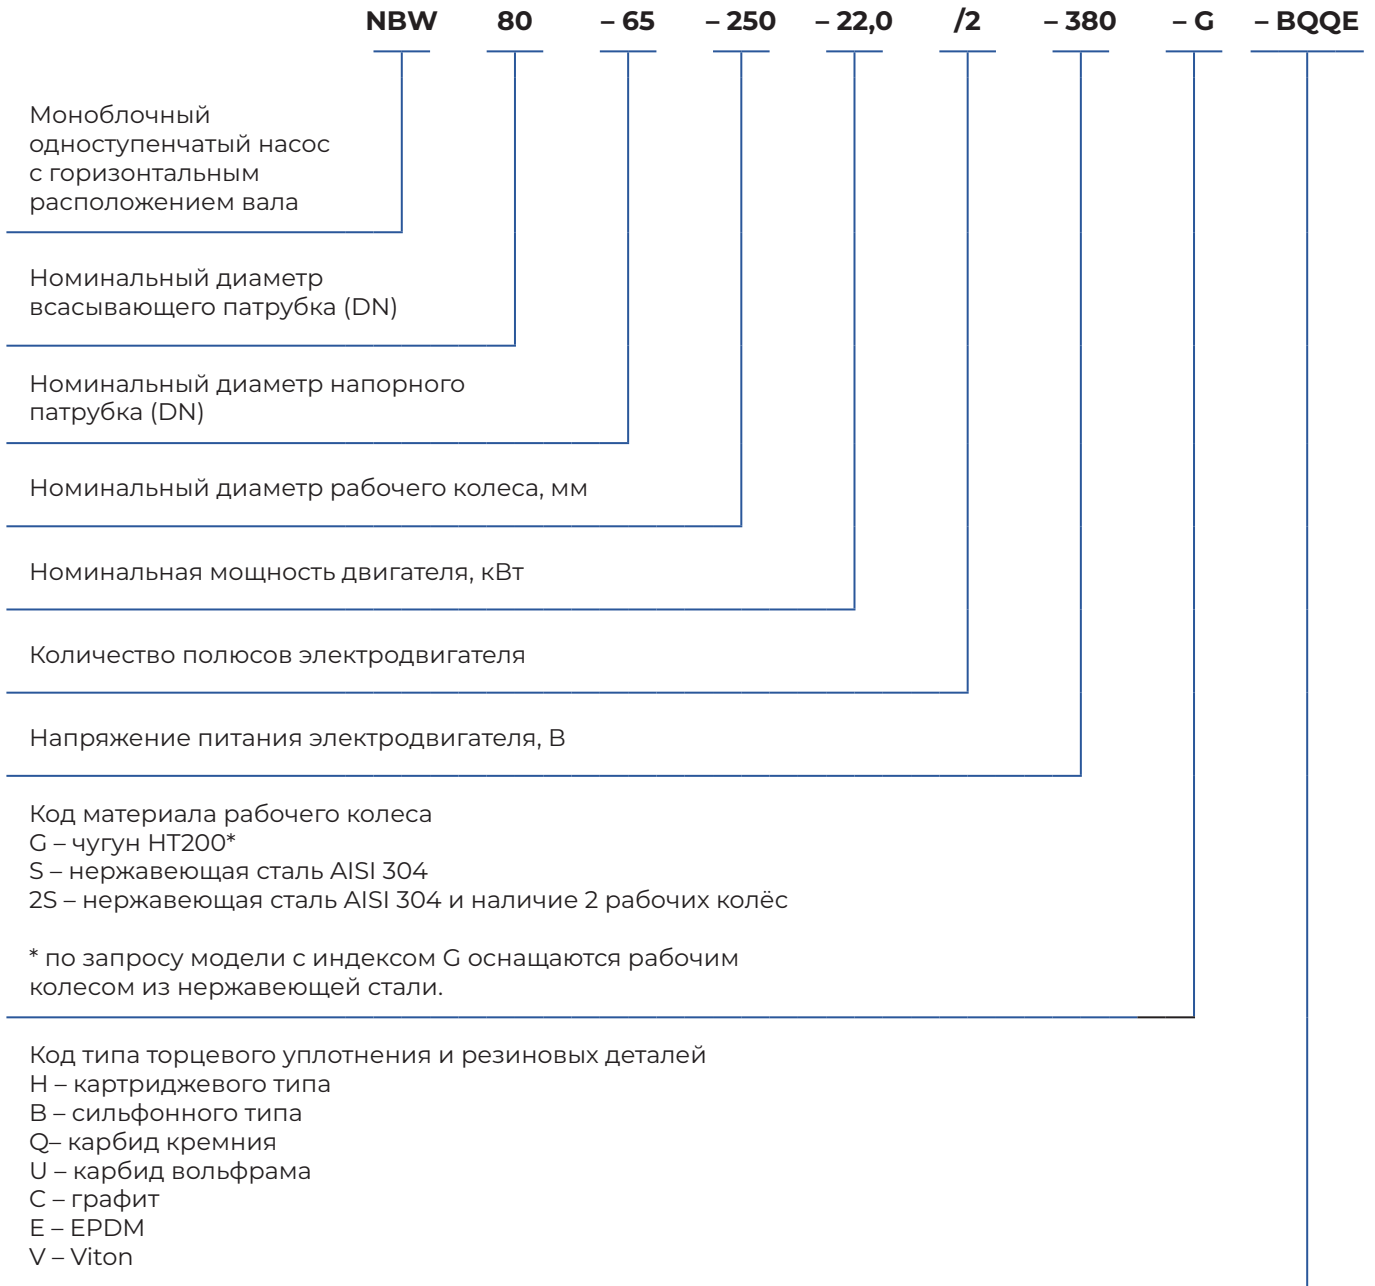 NBW 80 – 65 – 250 – 22,0 /2 – 380 – G – BQQE
Моноблочный
одноступенчатый насос
с горизонтальным
расположением вала
Номинальный диаметр
всасывающего патрубка (DN)
Номинальный диаметр напорного
патрубка (DN)
Номинальный диаметр рабочего колеса, мм
Номинальная мощность двигателя, кВт
Количество полюсов электродвигателя
Напряжение питания электродвигателя, В
Код материала рабочего колеса
G – чугун HT200*
S – нержавеющая сталь AISI 304
2S – нержавеющая сталь AISI 304 и наличие 2 рабочих колёс
* по запросу модели с индексом G оснащаются рабочим
колесом из нержавеющей стали.
Код типа торцевого уплотнения и резиновых деталей
H – картриджевого типа
B – сильфонного типа
Q– карбид кремния
U – карбид вольфрама
C – графит
E – EPDM
V – Viton